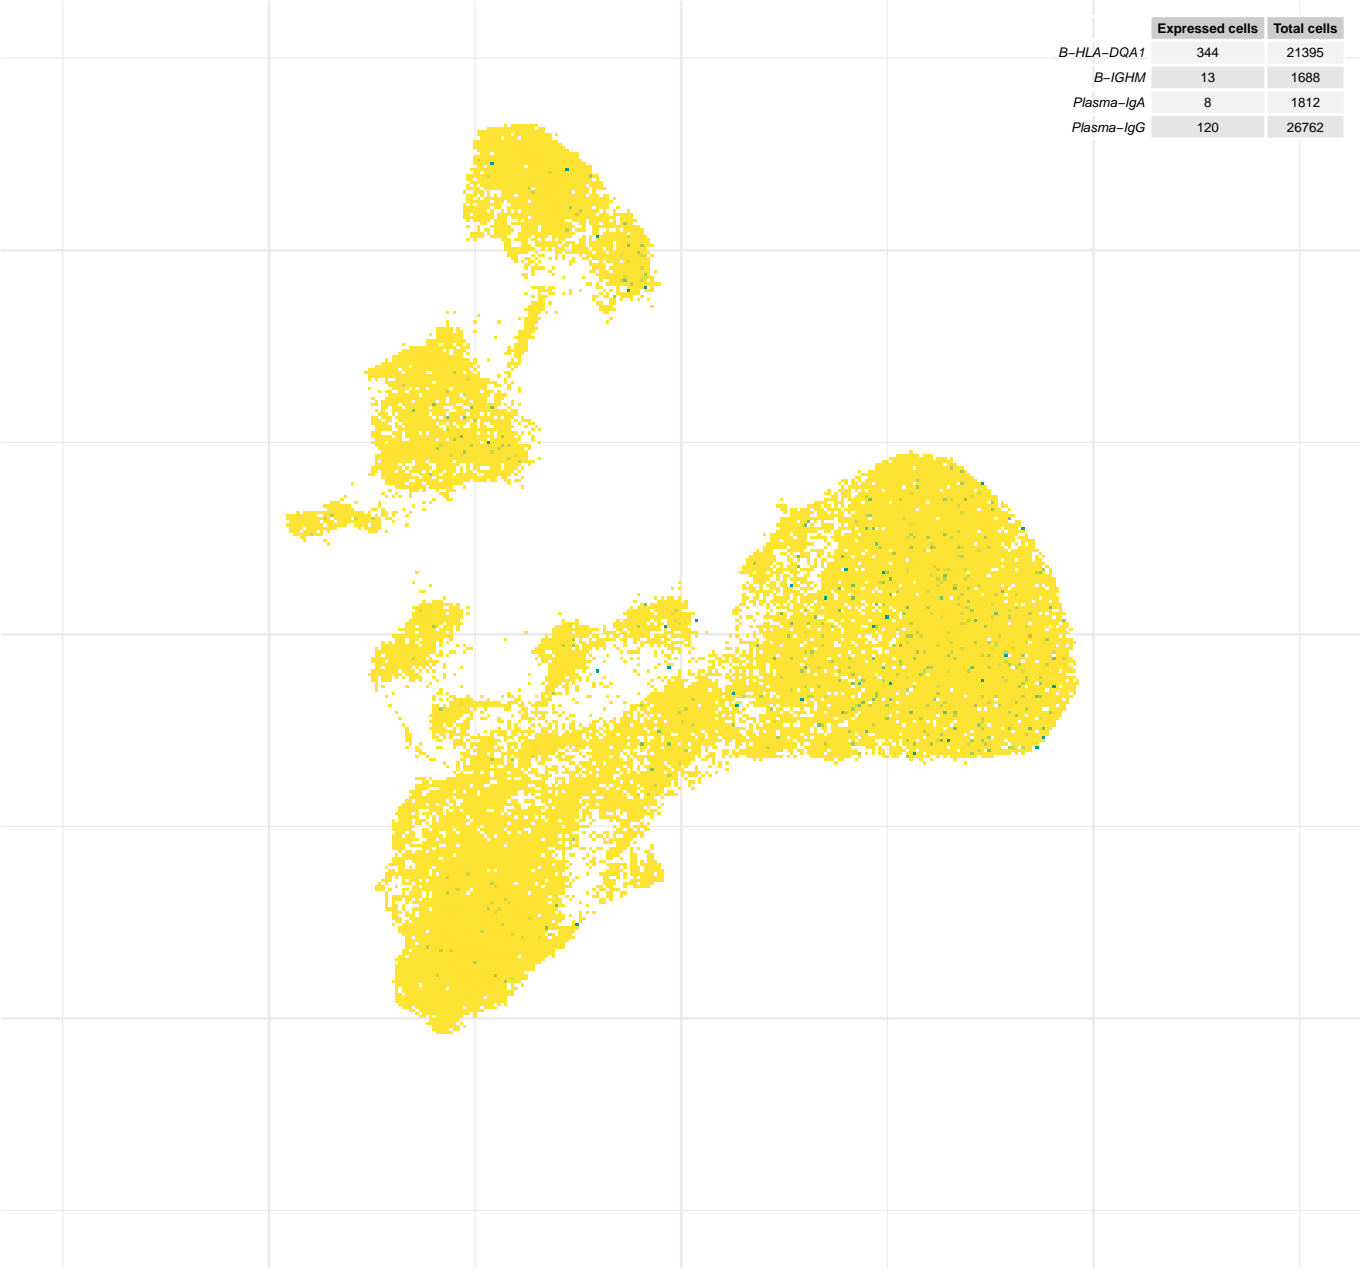 Expressed cells Total cells
B−HLA−DQA1 344 21395
B−IGHM 13 1688
Plasma−IgA 8 1812
Plasma−IgG 120 26762